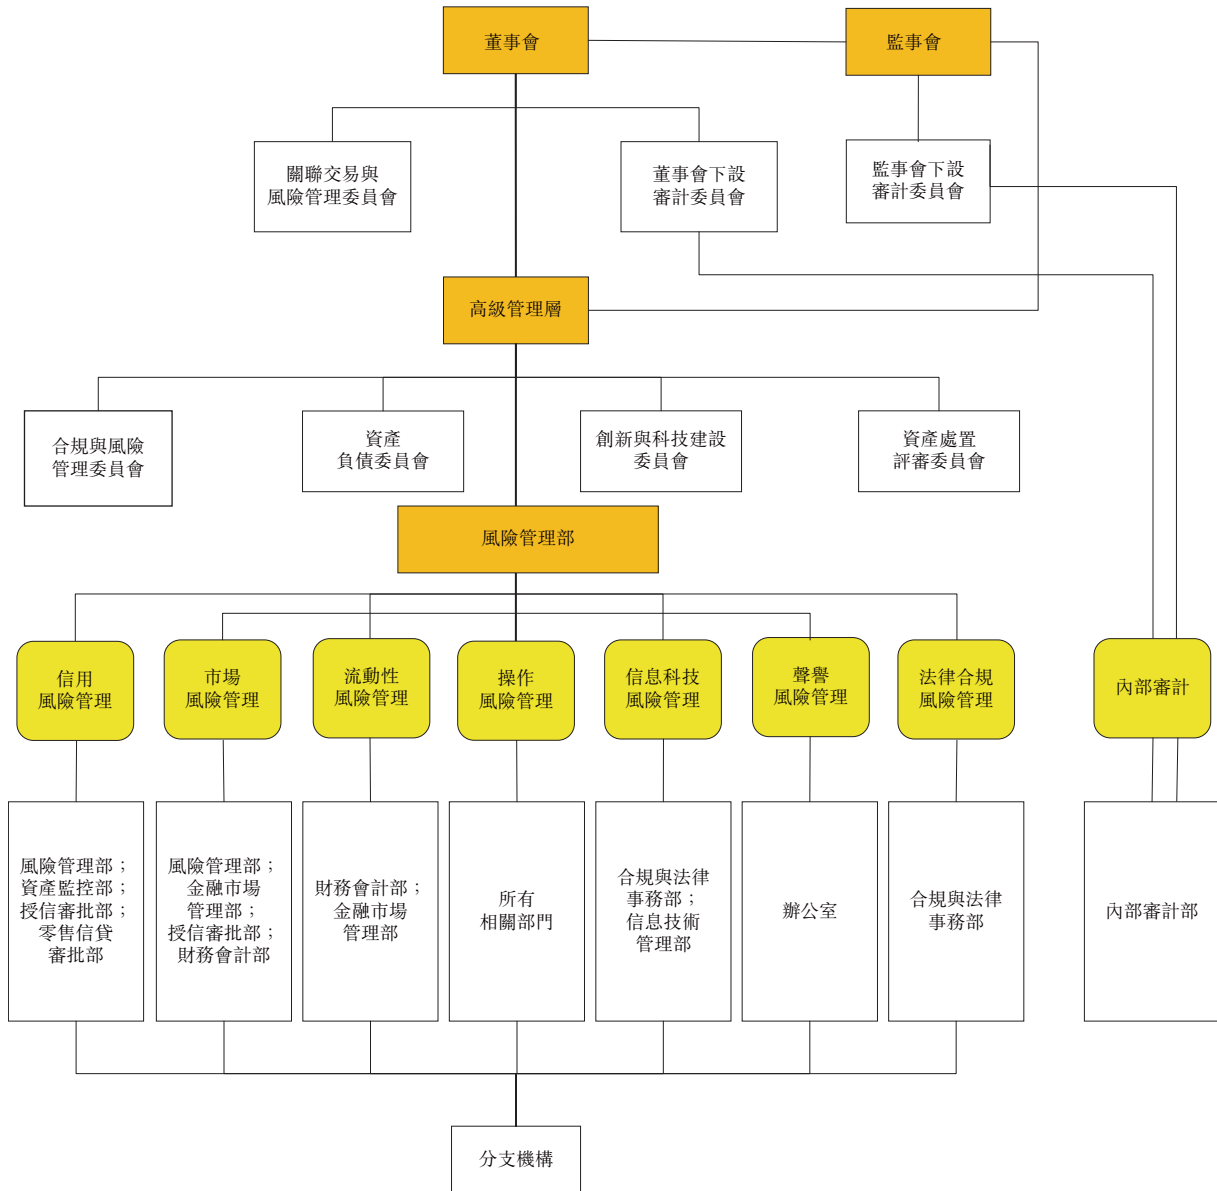 董事會
監事會
關聯交易與
風險管理委員會
董事會下設
審計委員會
監事會下設
審計委員會
高級管理層
合規與風險
管理委員會
資產
負債委員會
創新與科技建設
委員會
資產處置
評審委員會
風險管理部
信用
風險管理
市場
風險管理
流動性
風險管理
操作
風險管理
信息科技
風險管理
聲譽
風險管理
法律合規
風險管理
內部審計
風險管理部；
資產監控部；
授信審批部；
零售信貸
審批部
風險管理部；
金融市場
管理部；
授信審批部；
財務會計部
財務會計部；
金融市場
管理部
所有
相關部門
合規與法律
事務部；
信息技術
管理部
辦公室
合規與法律
事務部
內部審計部
分支機構